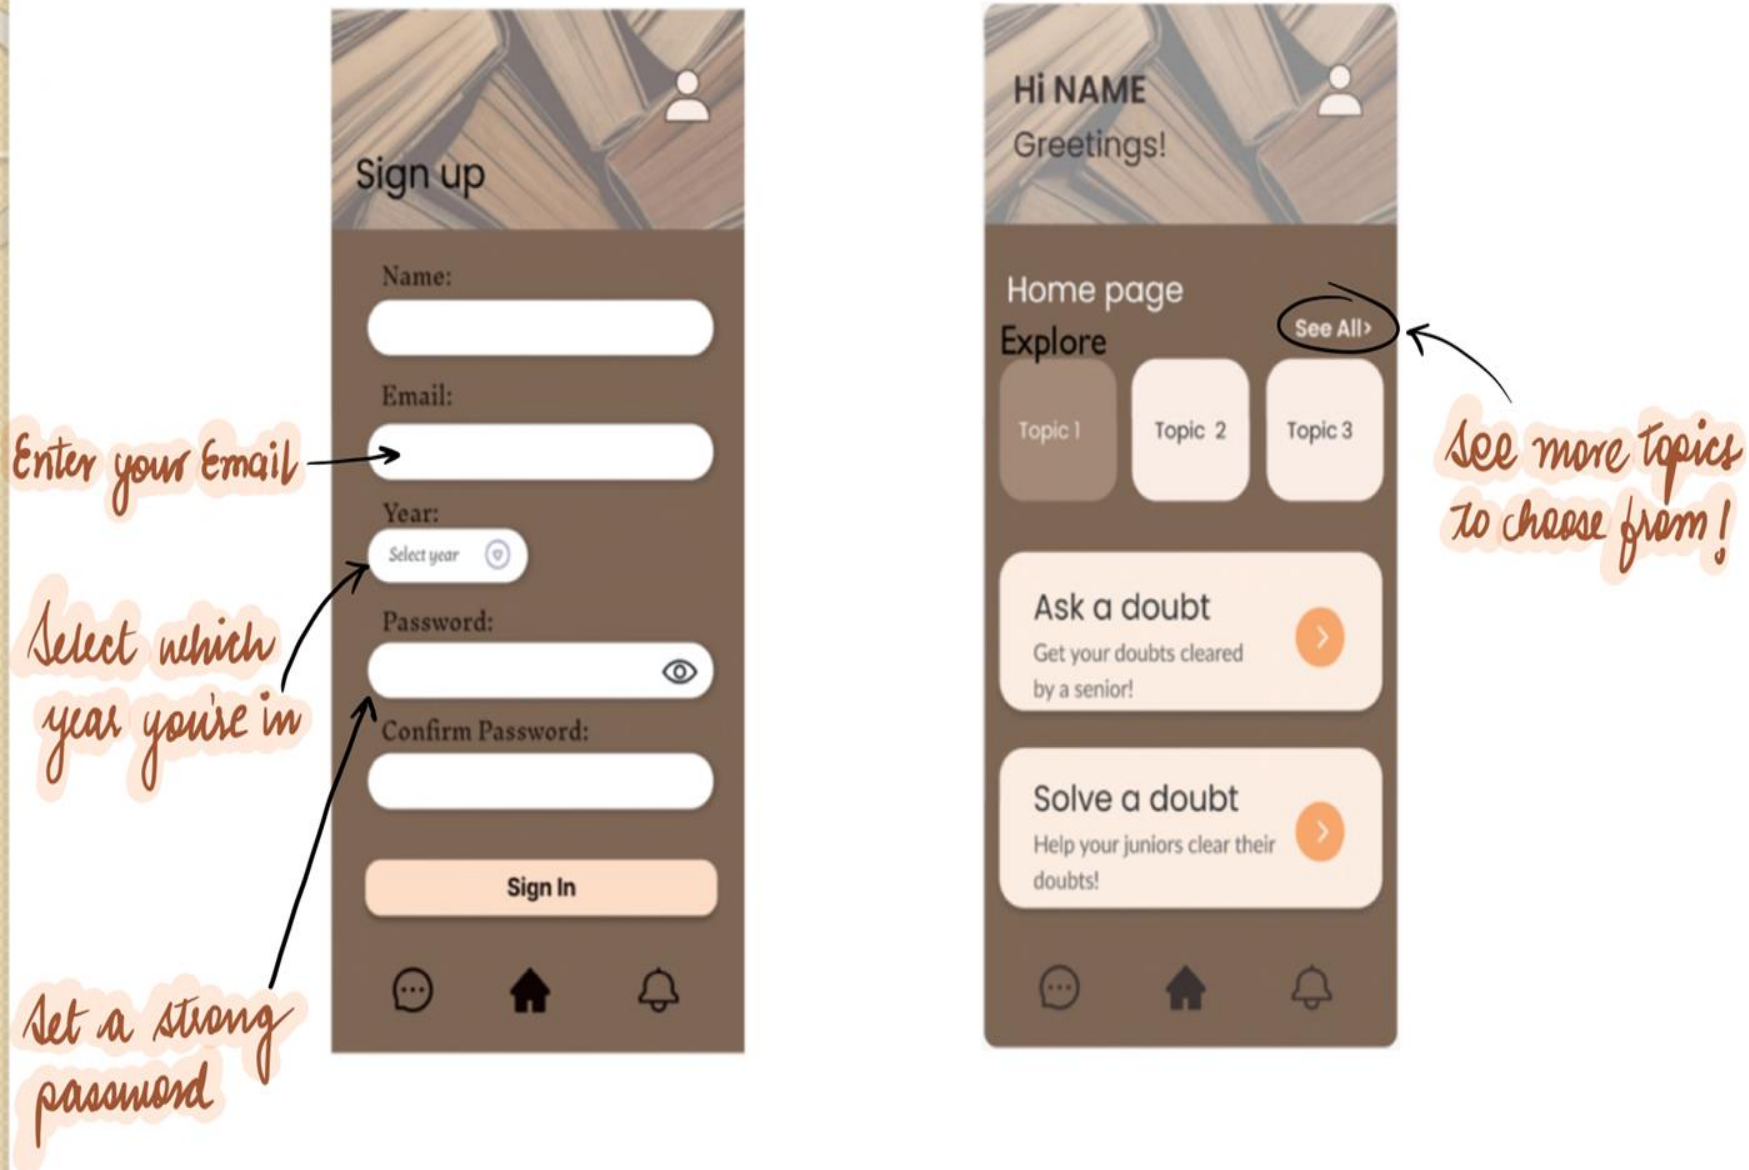 Sign up
Name:
Email:
Enter your Email
Year:
Select year
Select which
year you're in
Password:
Confirm Password:
Sign In
Set a strong
password
Hi NAME
Greetings!
Home page
See All›
Explore
Topic 1
Topic 2
Topic 3
See more topics
to choose from!
Ask a doubt
Get your doubts cleared
by a senior!
Solve a doubt
Help your juniors clear their
doubts!